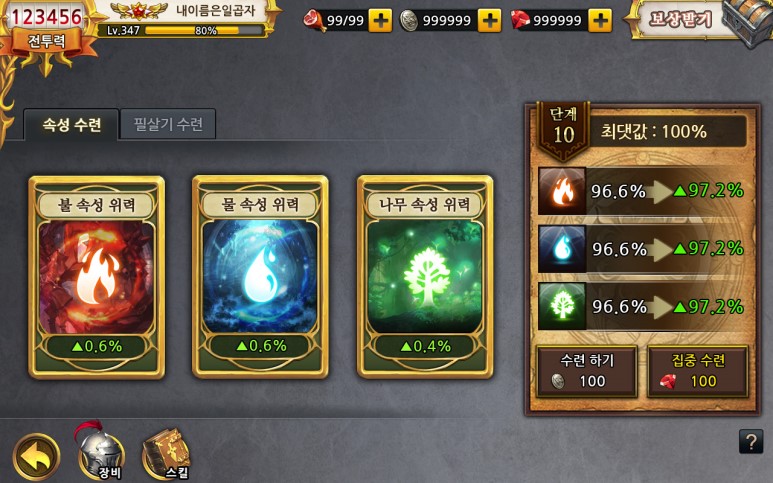 123456
전투력
내이름은일곱자
Lv.347
80%
99/99
999999
999999
보상받기
속성 수련
필살기 수련
불 속성 위력
▲0.6%
물 속성 위력
▲0.6%
나무 속성 위력
▲0.4%
단계
10
최댓값 : 100%
96.6% ▲97.2%
96.6% ▲97.2%
96.6% ▲97.2%
수련 하기
100
집중 수련
100
장비
스킬
?